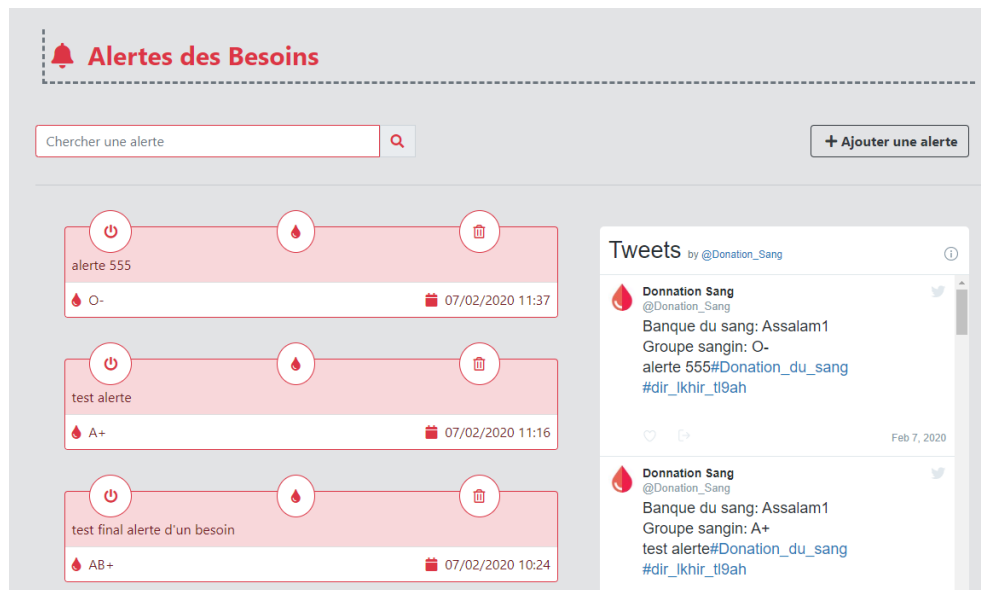 Alertes des Besoins
Chercher une alerte
Ajouter une alerte
alerte 555
O-
07/02/2020 11:37
test alerte
A+
07/02/2020 11:16
test final alerte d'un besoin
AB+
07/02/2020 10:24
Tweets by @Donation_Sang
Donnation Sang
@Donation_Sang
Banque du sang: Assalam1
Groupe sangin: O-
alerte 555#Donation_du_sang
#dir_lkhir_tl9ah
Feb 7, 2020
Donnation Sang
@Donation_Sang
Banque du sang: Assalam1
Groupe sangin: A+
test alerte#Donation_du_sang
#dir_lkhir_tl9ah